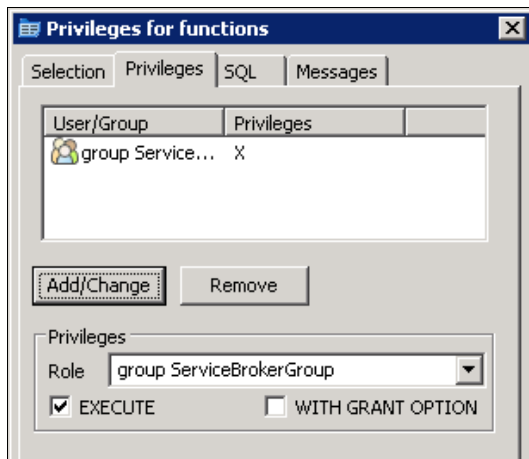 Privileges for functions
Selection Privileges SQL Messages
User/Group Privileges
group Service... X
Add/Change Remove
Privileges
Role group ServiceBrokerGroup
EXECUTE WITH GRANT OPTION